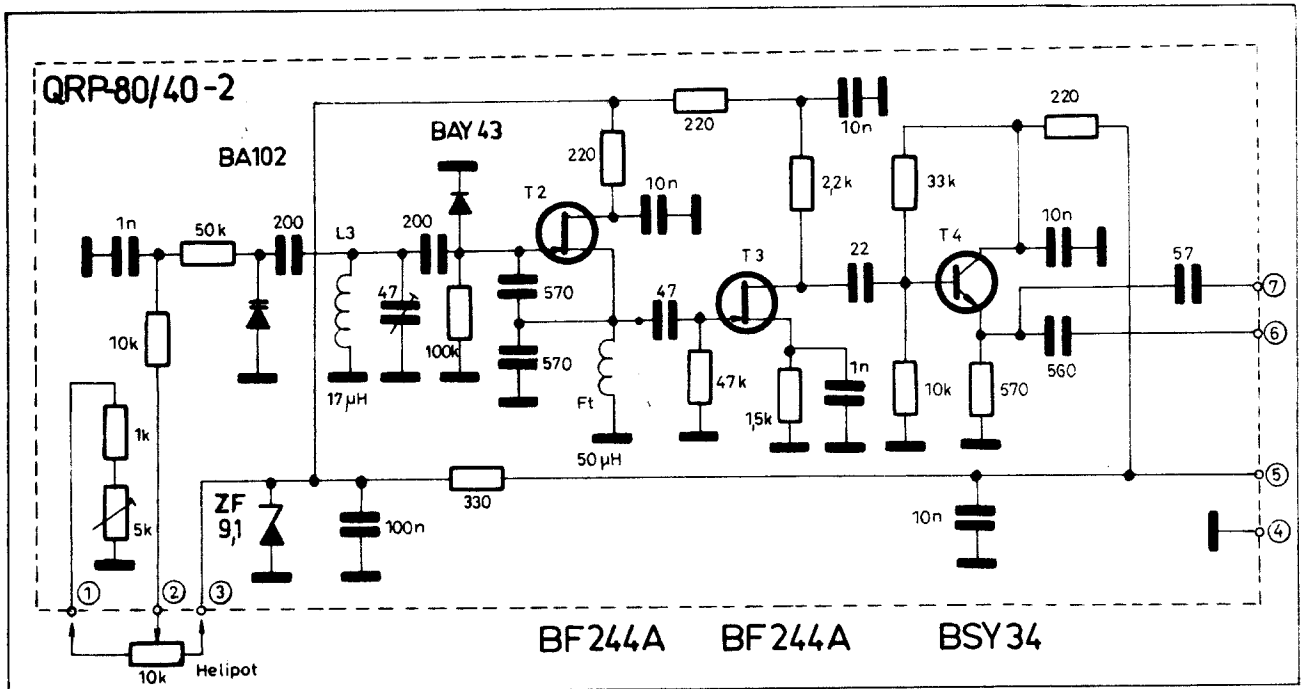 QRP-80/40-2
BA102
BAY 43
220
220
10n
220
2,2k
33k
1n
50k
200
L3
200
T2
10n
T3
22
T4
10n
57
7
10k
47
100k
570
570
47
6
560
17µH
Ft
50µH
47k
1,5k
1n
10k
570
1k
5k
ZF
9,1
100n
330
10n
5
4
1
2
3
10k
Helipot
BF244A
BF244A
BSY34